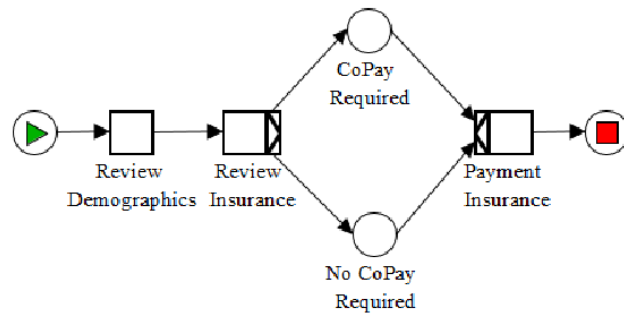 CoPay
Required
Review
Demographics
Review
Insurance
Payment
Insurance
No CoPay
Required